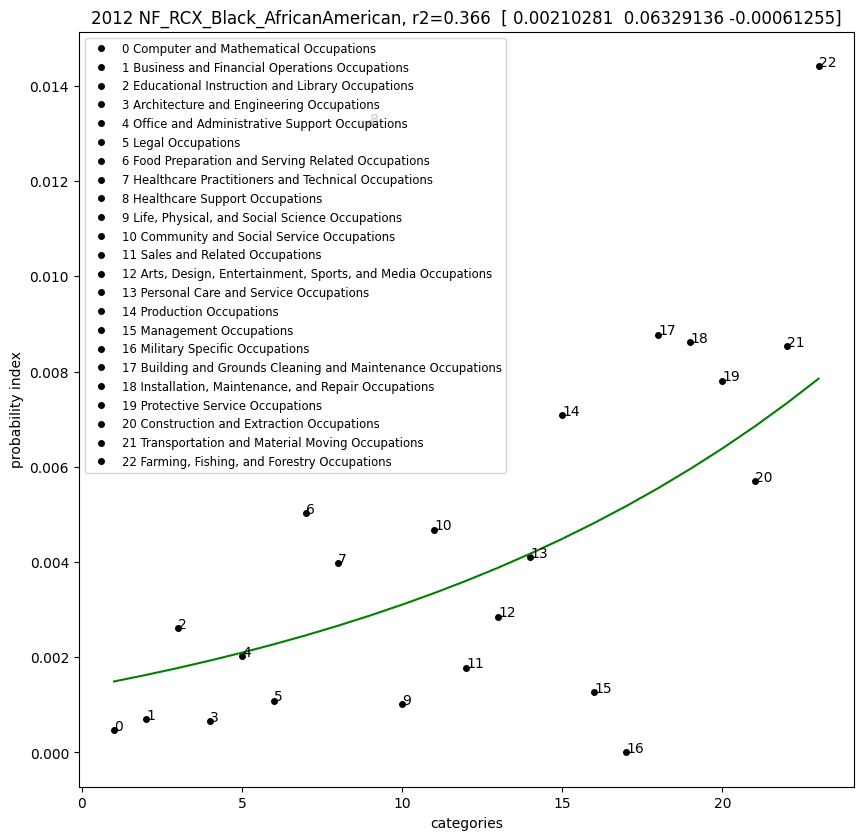 2012 NF_RCX_Black_AfricanAmerican, r2=0.366 [ 0.00210281 0.06329136 -0.00061255]
0 Computer and Mathematical Occupations
1 Business and Financial Operations Occupations
2 Educational Instruction and Library Occupations
3 Architecture and Engineering Occupations
4 Office and Administrative Support Occupations
5 Legal Occupations
6 Food Preparation and Serving Related Occupations
7 Healthcare Practitioners and Technical Occupations
8 Healthcare Support Occupations
9 Life, Physical, and Social Science Occupations
10 Community and Social Service Occupations
11 Sales and Related Occupations
12 Arts, Design, Entertainment, Sports, and Media Occupations
13 Personal Care and Service Occupations
14 Production Occupations
15 Management Occupations
16 Military Specific Occupations
17 Building and Grounds Cleaning and Maintenance Occupations
18 Installation, Maintenance, and Repair Occupations
19 Protective Service Occupations
20 Construction and Extraction Occupations
21 Transportation and Material Moving Occupations
22 Farming, Fishing, and Forestry Occupations
0.014
0.012
0.010
0.008
0.006
0.004
0.002
0.000
probability index
0
1
2
3
4
5
6
7
8
9
10
11
12
13
14
15
16
17
18
19
20
21
22
0 5 10 15 20
categories